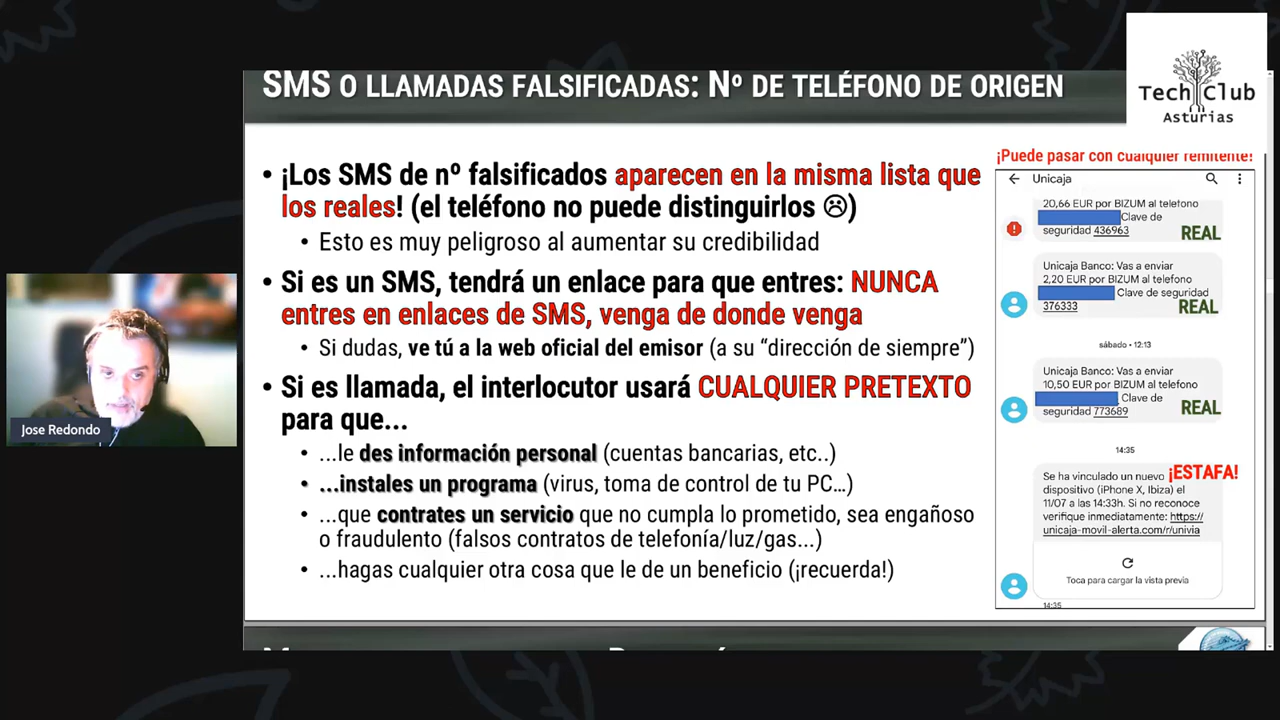 SMS O LLAMADAS FALSIFICADAS: Nº DE TELÉFONO DE ORIGEN
Tech Club
Asturias
• ¡Los SMS de nº falsificados aparecen en la misma lista que
los reales! (el teléfono no puede distinguirlos ☹)
• Esto es muy peligroso al aumentar su credibilidad
• Si es un SMS, tendrá un enlace para que entres: NUNCA
entres en enlaces de SMS, venga de donde venga
• Si dudas, ve tú a la web oficial del emisor (a su “dirección de siempre”)
• Si es llamada, el interlocutor usará CUALQUIER PRETEXTO
para que...
• ...le des información personal (cuentas bancarias, etc..)
• ...instales un programa (virus, toma de control de tu PC…)
• ...que contrates un servicio que no cumpla lo prometido, sea engañoso
o fraudulento (falsos contratos de telefonía/luz/gas...)
• ...hagas cualquier otra cosa que le de un beneficio (¡recuerda!)
¡Puede pasar con cualquier remitente!
Unicaja
20,66 EUR por BIZUM al telefono
Clave de
seguridad 436963
REAL
Unicaja Banco: Vas a enviar
2,20 EUR por BIZUM al telefono
Clave de seguridad
376333
REAL
sábado • 12:13
Unicaja Banco: Vas a enviar
10,50 EUR por BIZUM al telefono
Clave de
seguridad 773689
REAL
14:35
¡ESTAFA!
Se ha vinculado un nuevo
dispositivo (iPhone X, Ibiza) el
11/07 a las 14:33h. Si no reconoce
verifique inmediatamente: https://
unicaja-movil-alerta.com/r/univia
Toca para cargar la vista previa
14:35
Jose Redondo